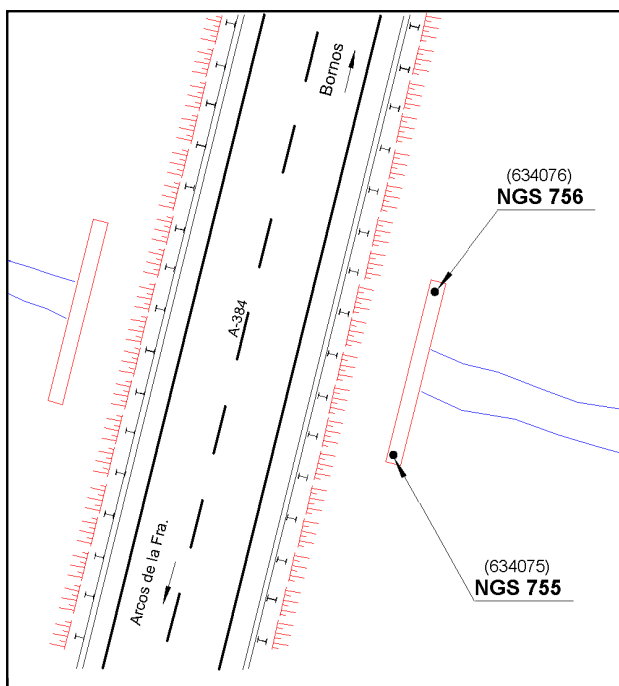 Bornos
(634076)
NGS 756
A-384
Arcos de la Fra.
(634075)
NGS 755